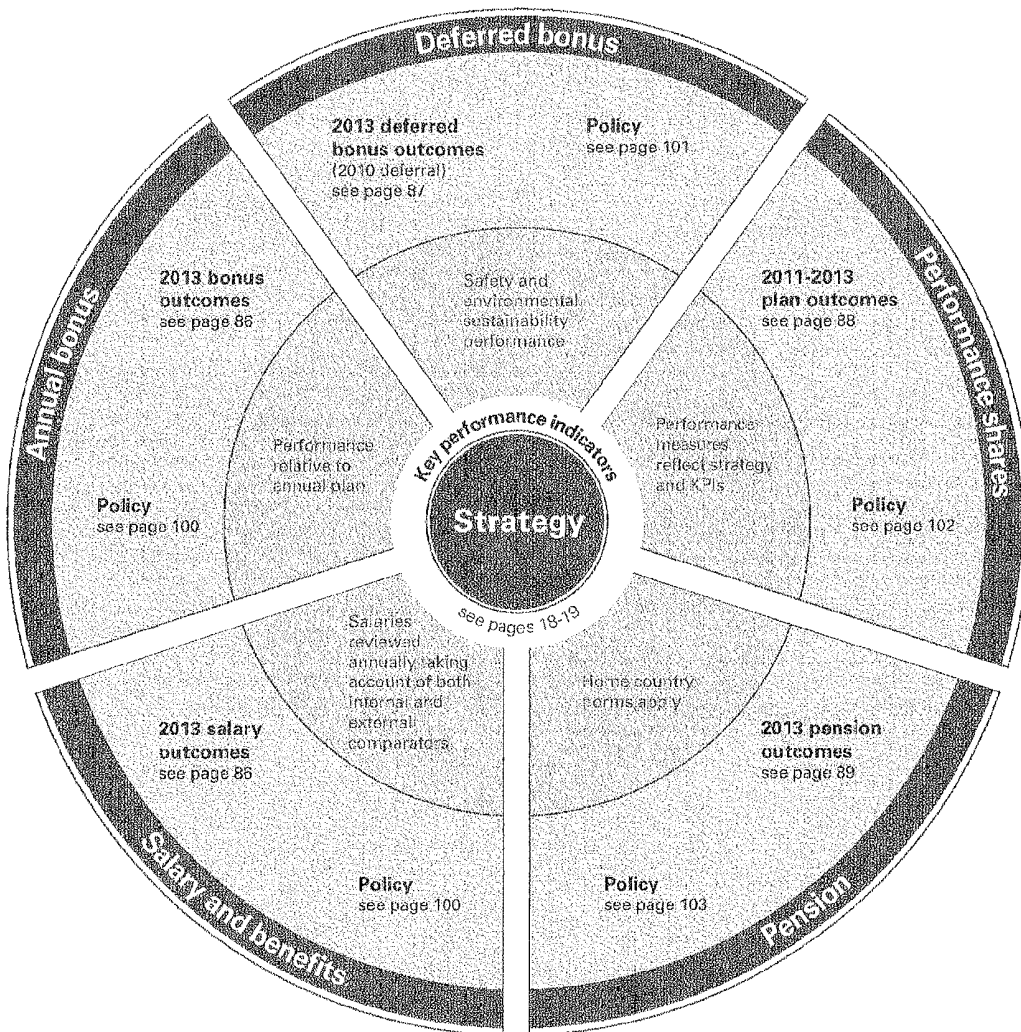 Deferred bonus
2013 deferred
bonus outcomes
(2010 deferral)
see page 87
Policy
see page 101
Safety and
environmental
sustainability
performance
Performance shares
2011-2013
plan outcomes
see page 88
Performance
measures
reflect strategy
and KPIs
Policy
see page 102
Pension
Home country
norms apply
2013 pension
outcomes
see page 89
Policy
see page 103
Salary and benefits
Salaries
reviewed
annually taking
account of both
internal and
external
comparators
2013 salary
outcomes
see page 86
Policy
see page 100
Annual bonus
2013 bonus
outcomes
see page 86
Performance
relative to
annual plan
Policy
see page 100
Key performance indicators
Strategy
see pages 18-19